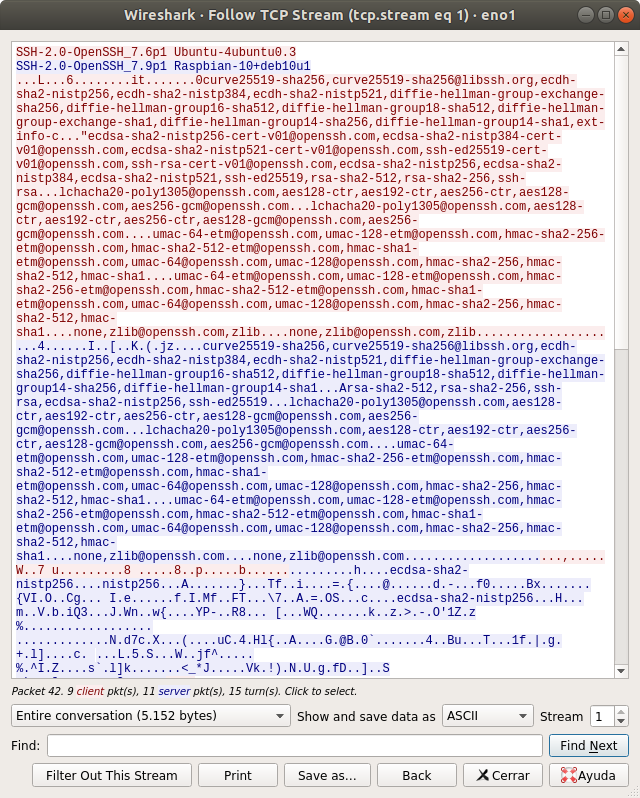 Wireshark · Follow TCP Stream (tcp.stream eq 1) · eno1
SSH-2.0-OpenSSH_7.6p1 Ubuntu-4ubuntu0.3
SSH-2.0-OpenSSH_7.9p1 Raspbian-10+deb10u1
...L...6........it.......0curve25519-sha256,curve25519-sha256@libssh.org,ecdh-
sha2-nistp256,ecdh-sha2-nistp384,ecdh-sha2-nistp521,diffie-hellman-group-exchange-
sha256,diffie-hellman-group16-sha512,diffie-hellman-group18-sha512,diffie-hellman-
group-exchange-sha1,diffie-hellman-group14-sha256,diffie-hellman-group14-sha1,ext-
info-c..."ecdsa-sha2-nistp256-cert-v01@openssh.com,ecdsa-sha2-nistp384-cert-
v01@openssh.com,ecdsa-sha2-nistp521-cert-v01@openssh.com,ssh-ed25519-cert-
v01@openssh.com,ssh-rsa-cert-v01@openssh.com,ecdsa-sha2-nistp256,ecdsa-sha2-
nistp384,ecdsa-sha2-nistp521,ssh-ed25519,rsa-sha2-512,rsa-sha2-256,ssh-
rsa...lchacha20-poly1305@openssh.com,aes128-ctr,aes192-ctr,aes256-ctr,aes128-
gcm@openssh.com,aes256-gcm@openssh.com...lchacha20-poly1305@openssh.com,aes128-
ctr,aes192-ctr,aes256-ctr,aes128-gcm@openssh.com,aes256-
gcm@openssh.com....umac-64-etm@openssh.com,umac-128-etm@openssh.com,hmac-sha2-256-
etm@openssh.com,hmac-sha2-512-etm@openssh.com,hmac-sha1-
etm@openssh.com,umac-64@openssh.com,umac-128@openssh.com,hmac-sha2-256,hmac-
sha2-512,hmac-sha1....umac-64-etm@openssh.com,umac-128-etm@openssh.com,hmac-
sha2-256-etm@openssh.com,hmac-sha2-512-etm@openssh.com,hmac-sha1-
etm@openssh.com,umac-64@openssh.com,umac-128@openssh.com,hmac-sha2-256,hmac-
sha2-512,hmac-
sha1....none,zlib@openssh.com,zlib....none,zlib@openssh.com,zlib...................
...4......I..[..K.(.jz....curve25519-sha256,curve25519-sha256@libssh.org,ecdh-
sha2-nistp256,ecdh-sha2-nistp384,ecdh-sha2-nistp521,diffie-hellman-group-exchange-
sha256,diffie-hellman-group16-sha512,diffie-hellman-group18-sha512,diffie-hellman-
group14-sha256,diffie-hellman-group14-sha1...Arsa-sha2-512,rsa-sha2-256,ssh-
rsa,ecdsa-sha2-nistp256,ssh-ed25519...lchacha20-poly1305@openssh.com,aes128-
ctr,aes192-ctr,aes256-ctr,aes128-gcm@openssh.com,aes256-
gcm@openssh.com...lchacha20-poly1305@openssh.com,aes128-ctr,aes192-ctr,aes256-
ctr,aes128-gcm@openssh.com,aes256-gcm@openssh.com....umac-64-
etm@openssh.com,umac-128-etm@openssh.com,hmac-sha2-256-etm@openssh.com,hmac-
sha2-512-etm@openssh.com,hmac-sha1-
etm@openssh.com,umac-64@openssh.com,umac-128@openssh.com,hmac-sha2-256,hmac-
sha2-512,hmac-sha1....umac-64-etm@openssh.com,umac-128-etm@openssh.com,hmac-
sha2-256-etm@openssh.com,hmac-sha2-512-etm@openssh.com,hmac-sha1-
etm@openssh.com,umac-64@openssh.com,umac-128@openssh.com,hmac-sha2-256,hmac-
sha2-512,hmac-
sha1....none,zlib@openssh.com....none,zlib@openssh.com.......................,.....
W..7 u.........8 .....8..p.....b................h....ecdsa-sha2-
nistp256....nistp256...A.......}...Tf..i....=.{....@......d.-...f0.....Bx.......
{VI.O..Cg... I.e......f.I.Mf..FT...\7..A.=.OS...c....ecdsa-sha2-nistp256...H...
m..V.b.iQ3...J.Wn..w{....YP-..R8... [...WQ.......k..z.>.-.O'1Z.z
%..................
.............N.d7c.X...(....uC.4.Hl{..A....G.@B.0`.......4..Bu...T...1f.|.g.
+.l]....c. ...L.5.S...W..jf^.....
%.^I.Z....s`.l]k.......<_*J.....Vk.!).N.U.g.fD..]..S
Packet 42. 9 client pkt(s), 11 server pkt(s), 15 turn(s). Click to select.
Entire conversation (5.152 bytes) Show and save data as ASCII Stream 1
Find: Find Next
Filter Out This Stream Print Save as... Back Cerrar Ayuda